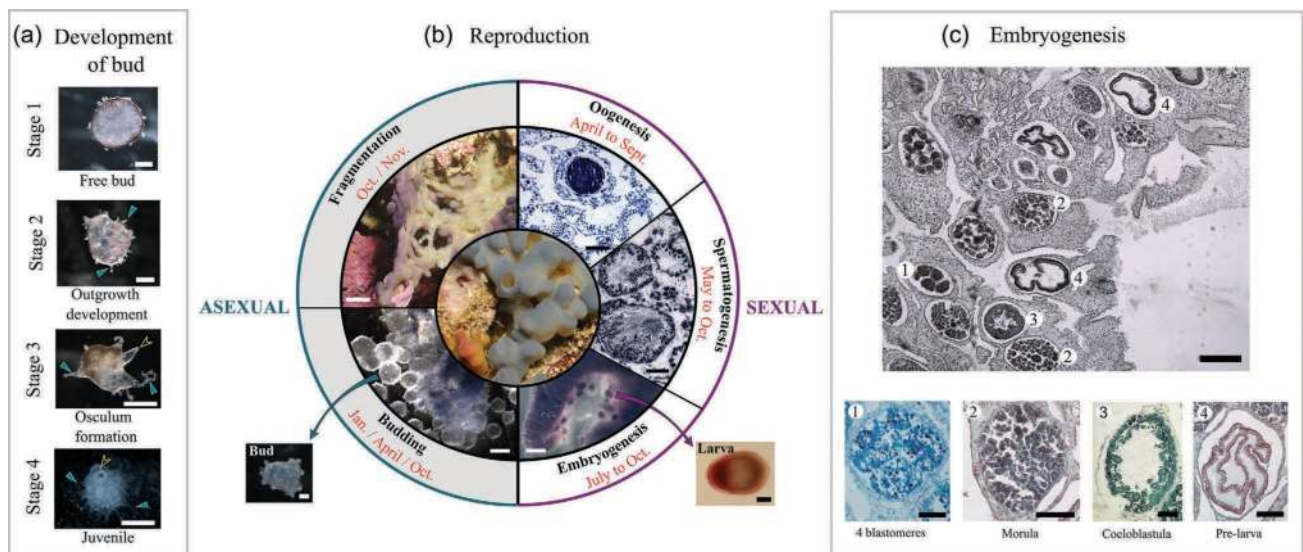 (a) Development
of bud
Stage 1
Free bud
Stage 2
Outgrowth
development
Stage 3
Osculum
formation
Stage 4
Juvenile
(b) Reproduction
ASEXUAL
SEXUAL
Fragmentation
Oct. / Nov.
Oogenesis
April to Sept.
Spermatogenesis
May to Oct.
Embryogenesis
July to Oct.
Budding
Jan. / April / Oct.
Bud
Larva
(c) Embryogenesis
4
2
1
4
3
2
1
4 blastomeres
2
Morula
3
Coeloblastula
4
Pre-larva